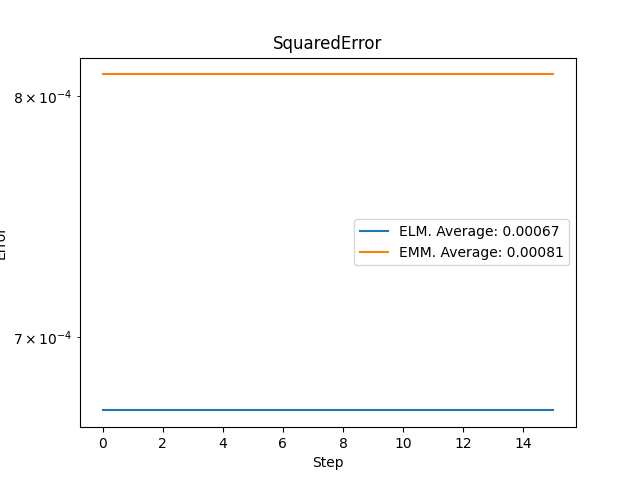 SquaredError
8 × 10⁻⁴
Error
ELM. Average: 0.00067
EMM. Average: 0.00081
7 × 10⁻⁴
0 2 4 6 8 10 12 14
Step